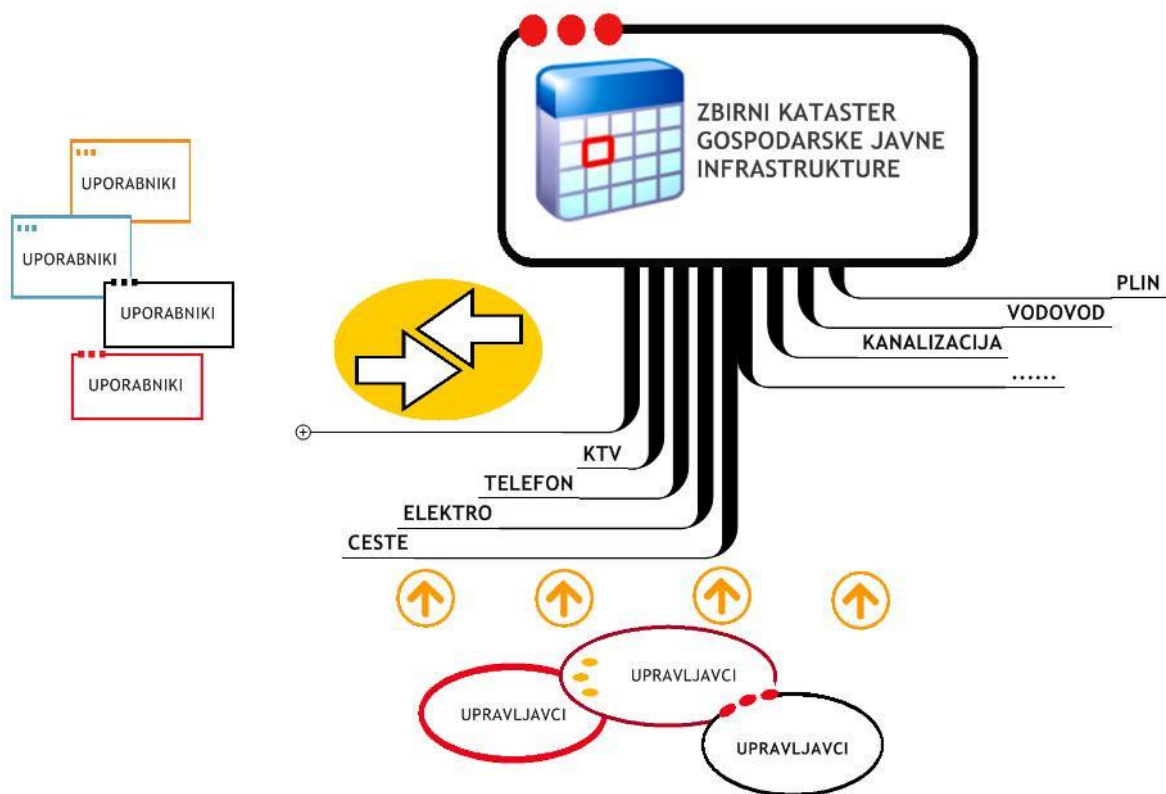 ZBIRNI KATASTER
GOSPODARSKE JAVNE
INFRASTRUKTURE
UPORABNIKI
UPORABNIKI
UPORABNIKI
UPORABNIKI
PLIN
VODOVOD
KANALIZACIJA
......
KTV
TELEFON
ELEKTRO
CESTE
UPRAVLJAVCI
UPRAVLJAVCI
UPRAVLJAVCI